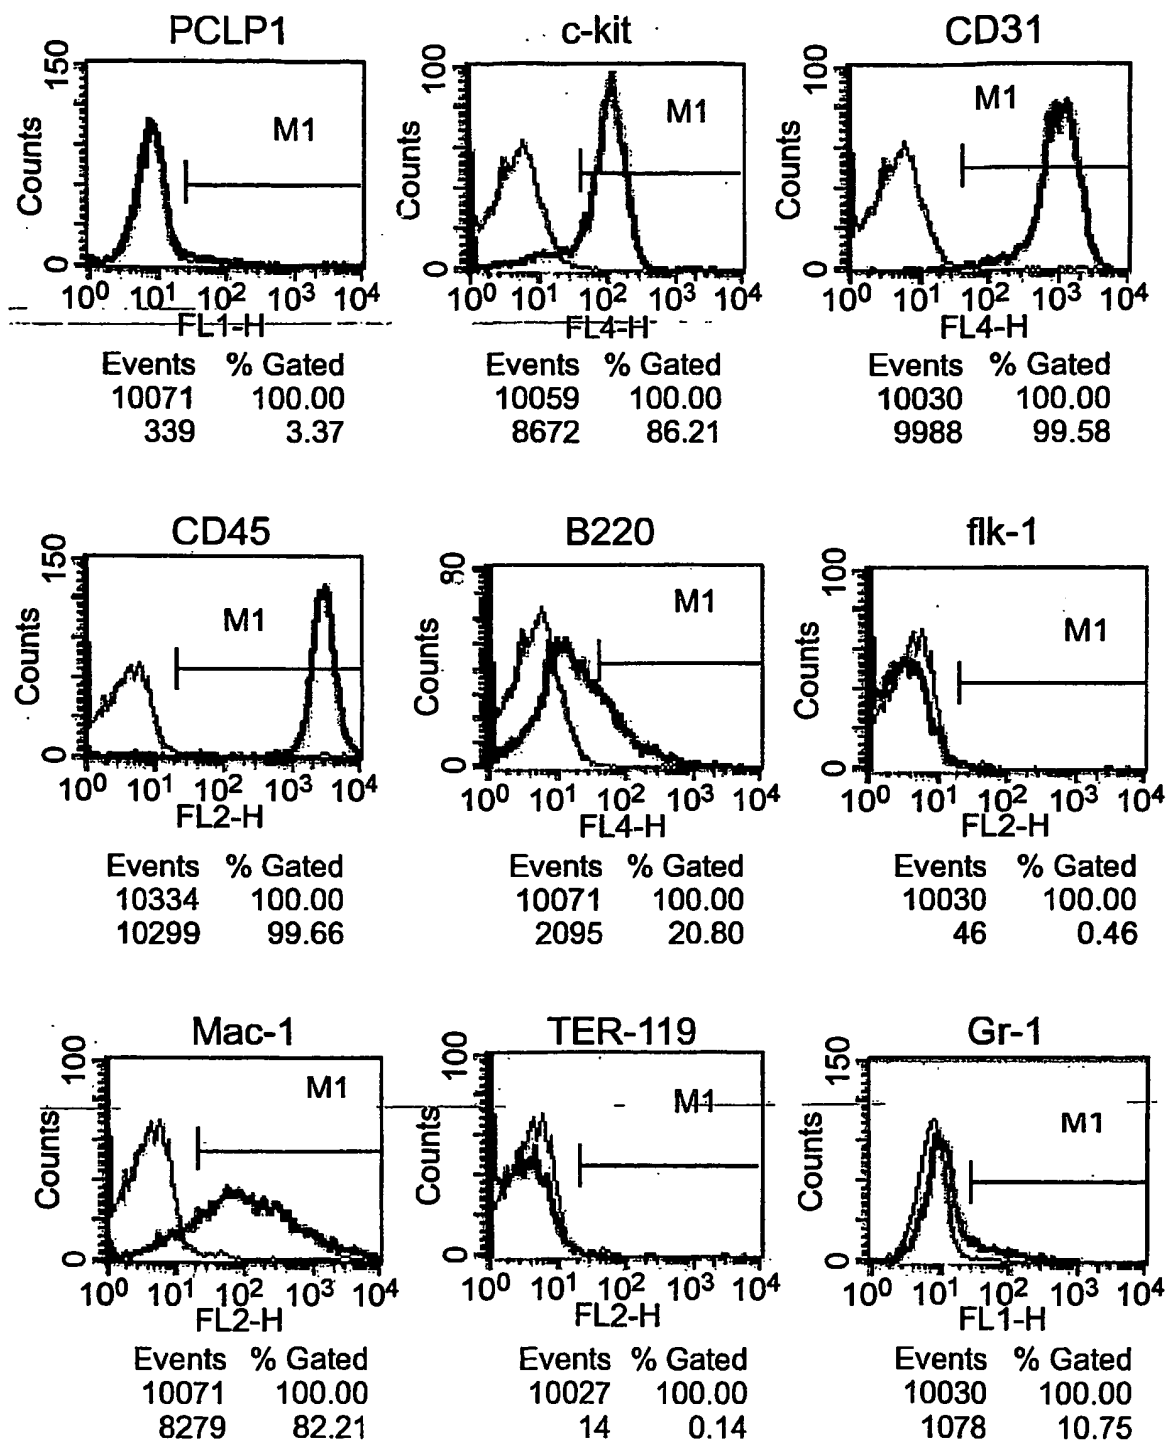 PCLP1 c-kit CD31
150 100 100
Counts M1 Counts M1 Counts M1
0 0 0
10⁰ 10¹ 10² 10³ 10⁴ 10⁰ 10¹ 10² 10³ 10⁴ 10⁰ 10¹ 10² 10³ 10⁴
FL1-H FL4-H FL4-H
Events % Gated Events % Gated Events % Gated
10071 100.00 10059 100.00 10030 100.00
339 3.37 8672 86.21 9988 99.58
CD45 B220 flk-1
150 80 100
Counts M1 Counts M1 Counts M1
0 0 0
10⁰ 10¹ 10² 10³ 10⁴ 10⁰ 10¹ 10² 10³ 10⁴ 10⁰ 10¹ 10² 10³ 10⁴
FL2-H FL4-H FL2-H
Events % Gated Events % Gated Events % Gated
10334 100.00 10071 100.00 10030 100.00
10299 99.66 2095 20.80 46 0.46
Mac-1 TER-119 Gr-1
100 100 150
Counts M1 Counts M1 Counts M1
0 0 0
10⁰ 10¹ 10² 10³ 10⁴ 10⁰ 10¹ 10² 10³ 10⁴ 10⁰ 10¹ 10² 10³ 10⁴
FL2-H FL2-H FL1-H
Events % Gated Events % Gated Events % Gated
10071 100.00 10027 100.00 10030 100.00
8279 82.21 14 0.14 1078 10.75